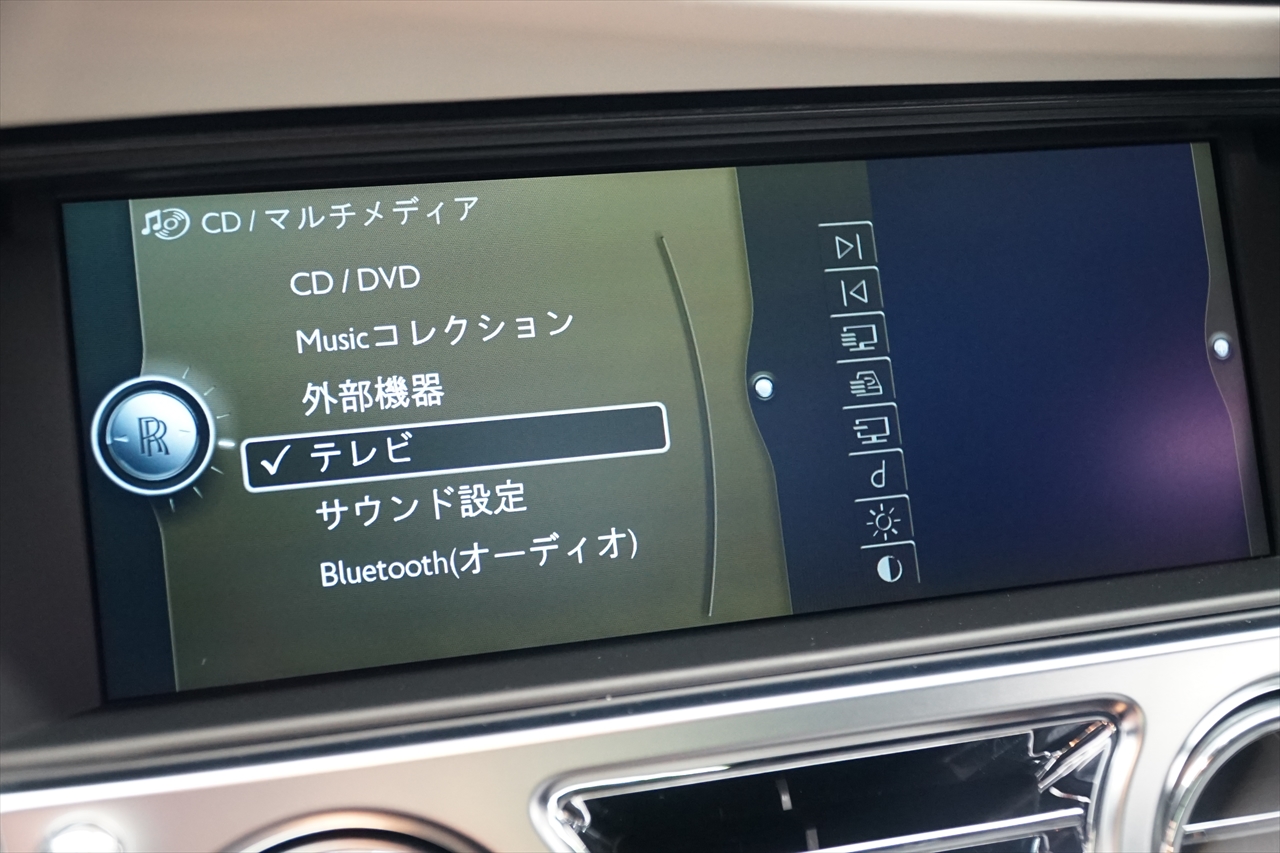 CD / マルチメディア
CD / DVD
Musicコレクション
外部機器
RR
✓ テレビ
サウンド設定
Bluetooth(オーディオ)
d